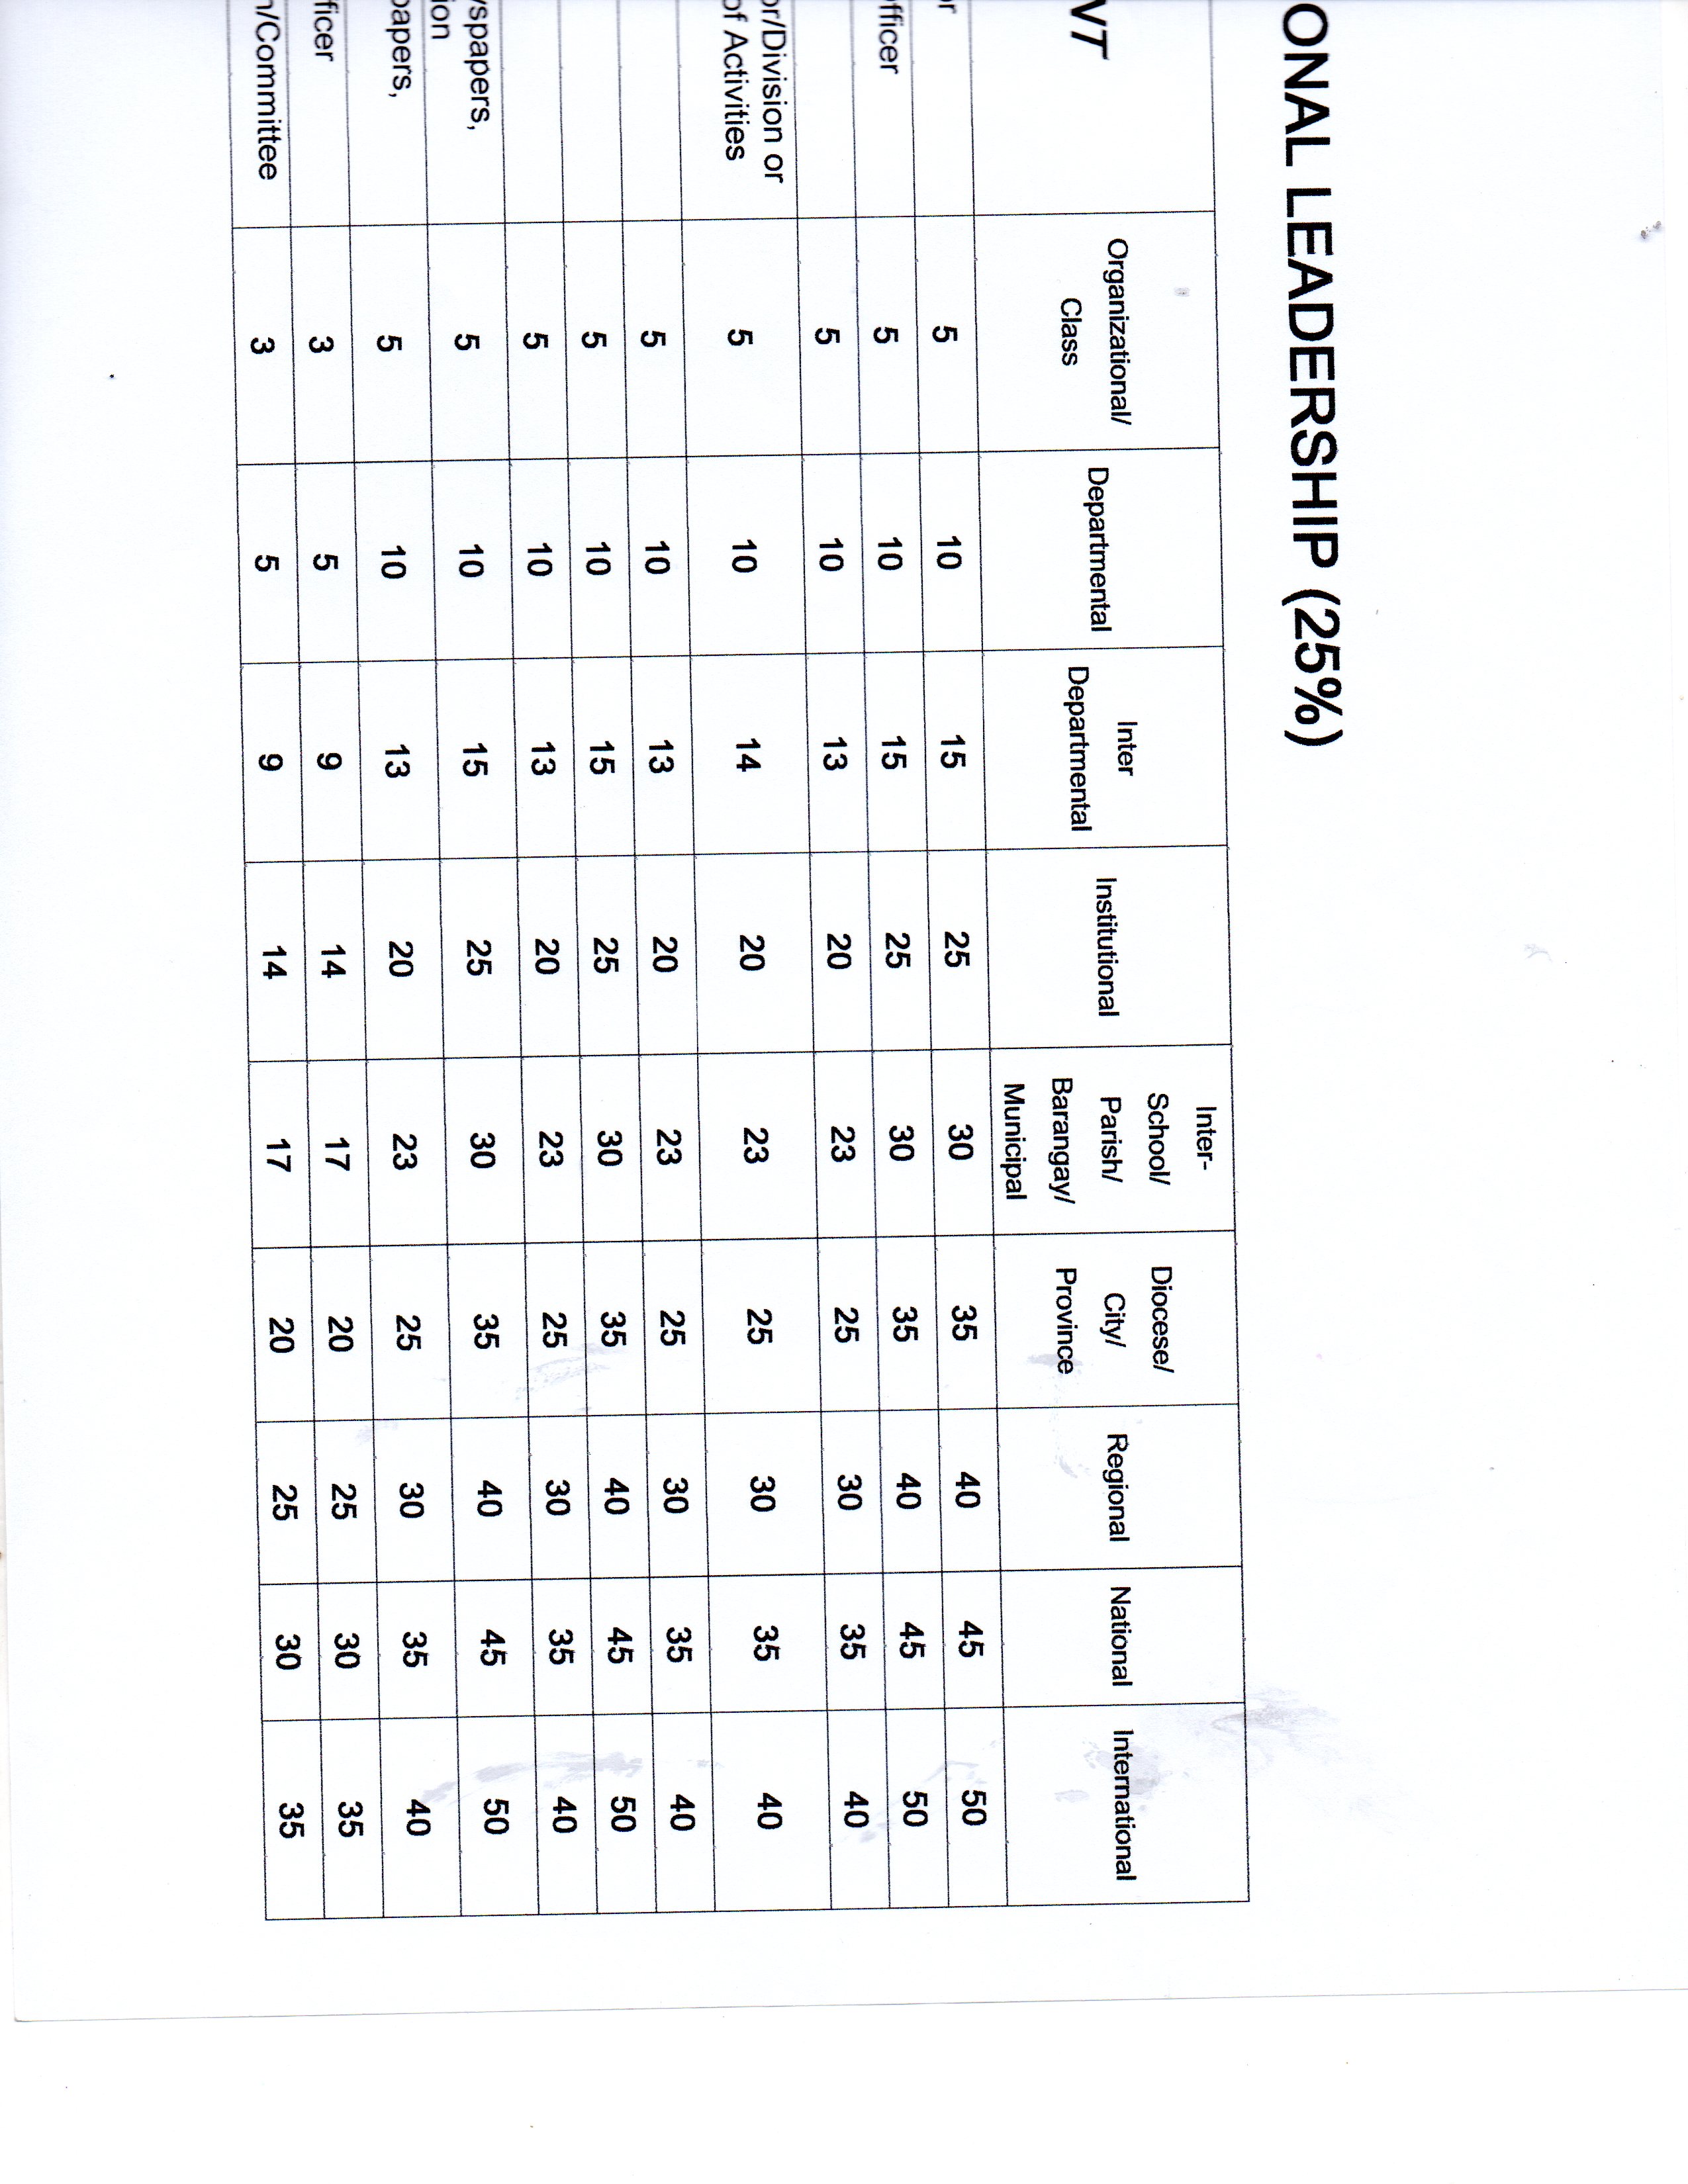 ONAL LEADERSHIP (25%)
VT
Organizational/
Class
Departmental
Inter
Departmental
Institutional
Inter-
School/
Parish/
Barangay/
Municipal
Diocese/
City/
Province
Regional
National
International
or 5 10 15 25 30 35 40 45 50
fficer 5 10 15 25 30 35 40 45 50
5 10 13 20 23 25 30 35 40
or/Division or
of Activities 5 10 14 20 23 25 30 35 40
5 10 13 20 23 25 30 35 40
5 10 15 25 30 35 40 45 50
5 10 13 20 23 25 30 35 40
spapers,
ion 5 10 15 25 30 35 40 45 50
papers, 5 10 13 20 23 25 30 35 40
ficer 3 5 9 14 17 20 25 30 35
n/Committee 3 5 9 14 17 20 25 30 35